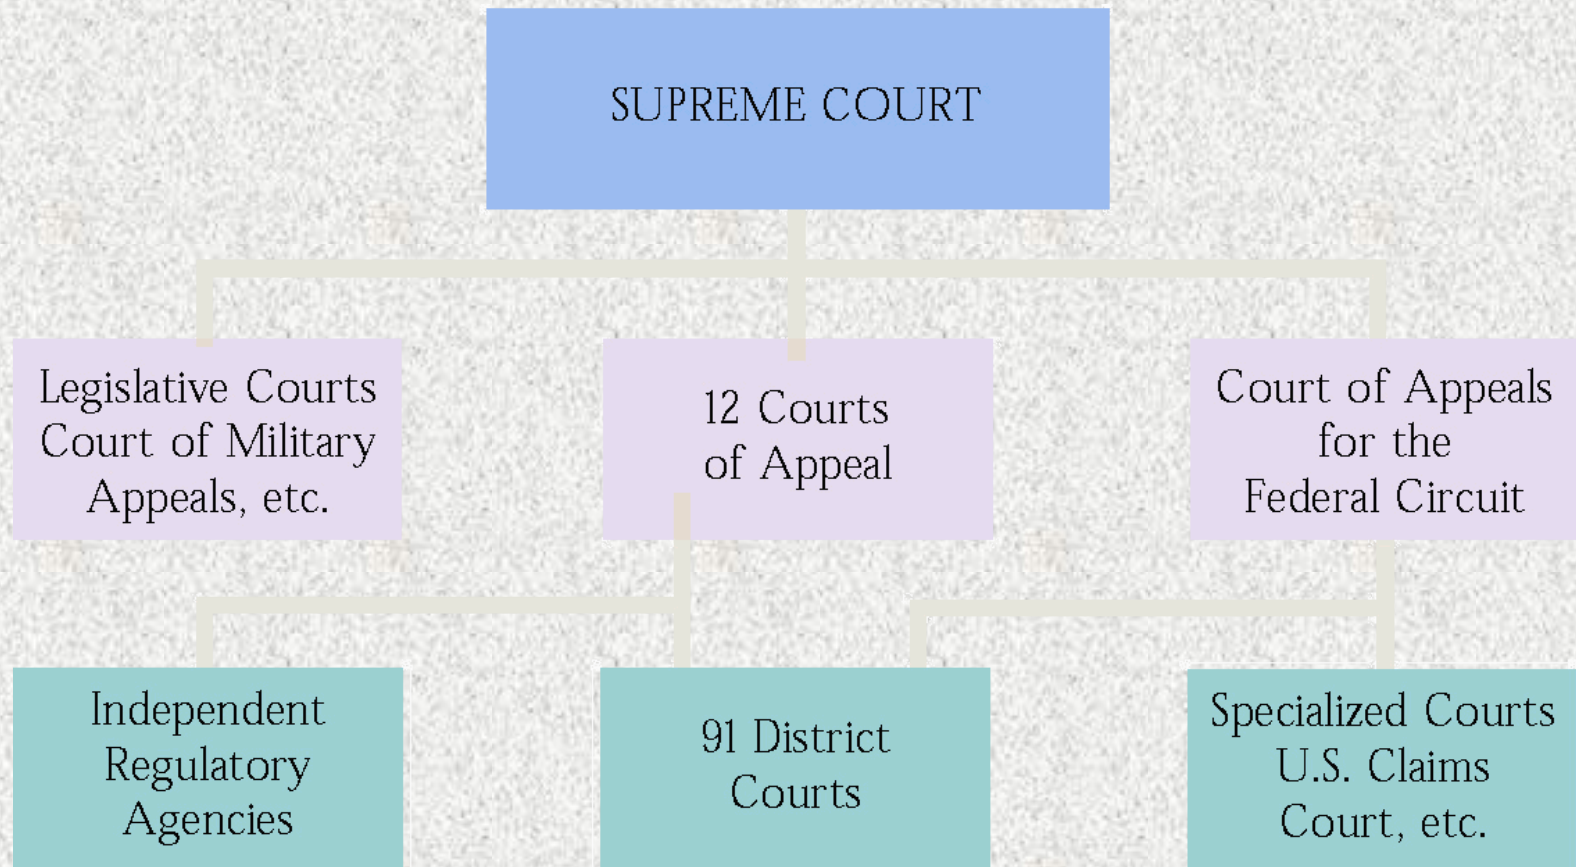 SUPREME COURT
Legislative Courts
Court of Military
Appeals, etc.
12 Courts
of Appeal
Court of Appeals
for the
Federal Circuit
Independent
Regulatory
Agencies
91 District
Courts
Specialized Courts
U.S. Claims
Court, etc.